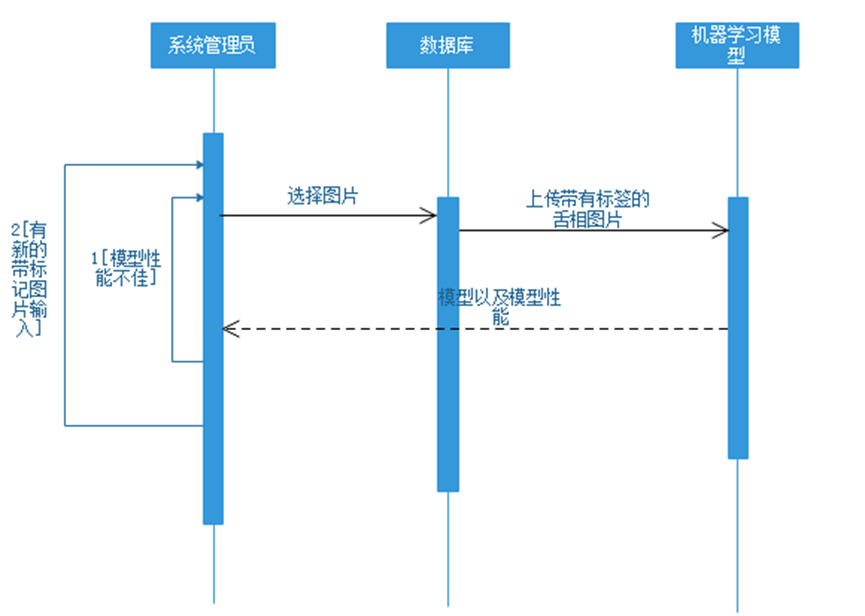 系统管理员
数据库
机器学习模
型
选择图片
上传带有标签的
舌相图片
2[有
新的
带标
记图
片输
入]
1[模型性
能不佳]
模型以及模型性
能